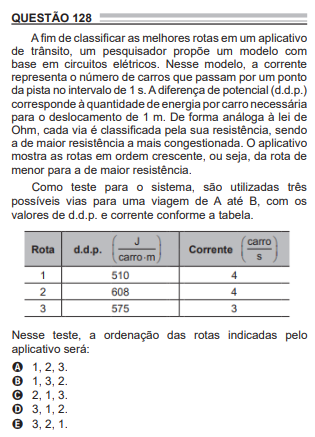 QUESTÃO 128
A fim de classificar as melhores rotas em um aplicativo
de trânsito, um pesquisador propõe um modelo com
base em circuitos elétricos. Nesse modelo, a corrente
representa o número de carros que passam por um ponto
da pista no intervalo de 1 s. A diferença de potencial (d.d.p.)
corresponde à quantidade de energia por carro necessária
para o deslocamento de 1 m. De forma análoga à lei de
Ohm, cada via é classificada pela sua resistência, sendo
a de maior resistência a mais congestionada. O aplicativo
mostra as rotas em ordem crescente, ou seja, da rota de
menor para a de maior resistência.
Como teste para o sistema, são utilizadas três
possíveis vias para uma viagem de A até B, com os
valores de d.d.p. e corrente conforme a tabela.
Rota d.d.p. (J/carro·m) Corrente (carro/s)
1 510 4
2 608 4
3 575 3
Nesse teste, a ordenação das rotas indicadas pelo
aplicativo será:
A 1, 2, 3.
B 1, 3, 2.
C 2, 1, 3.
D 3, 1, 2.
E 3, 2, 1.